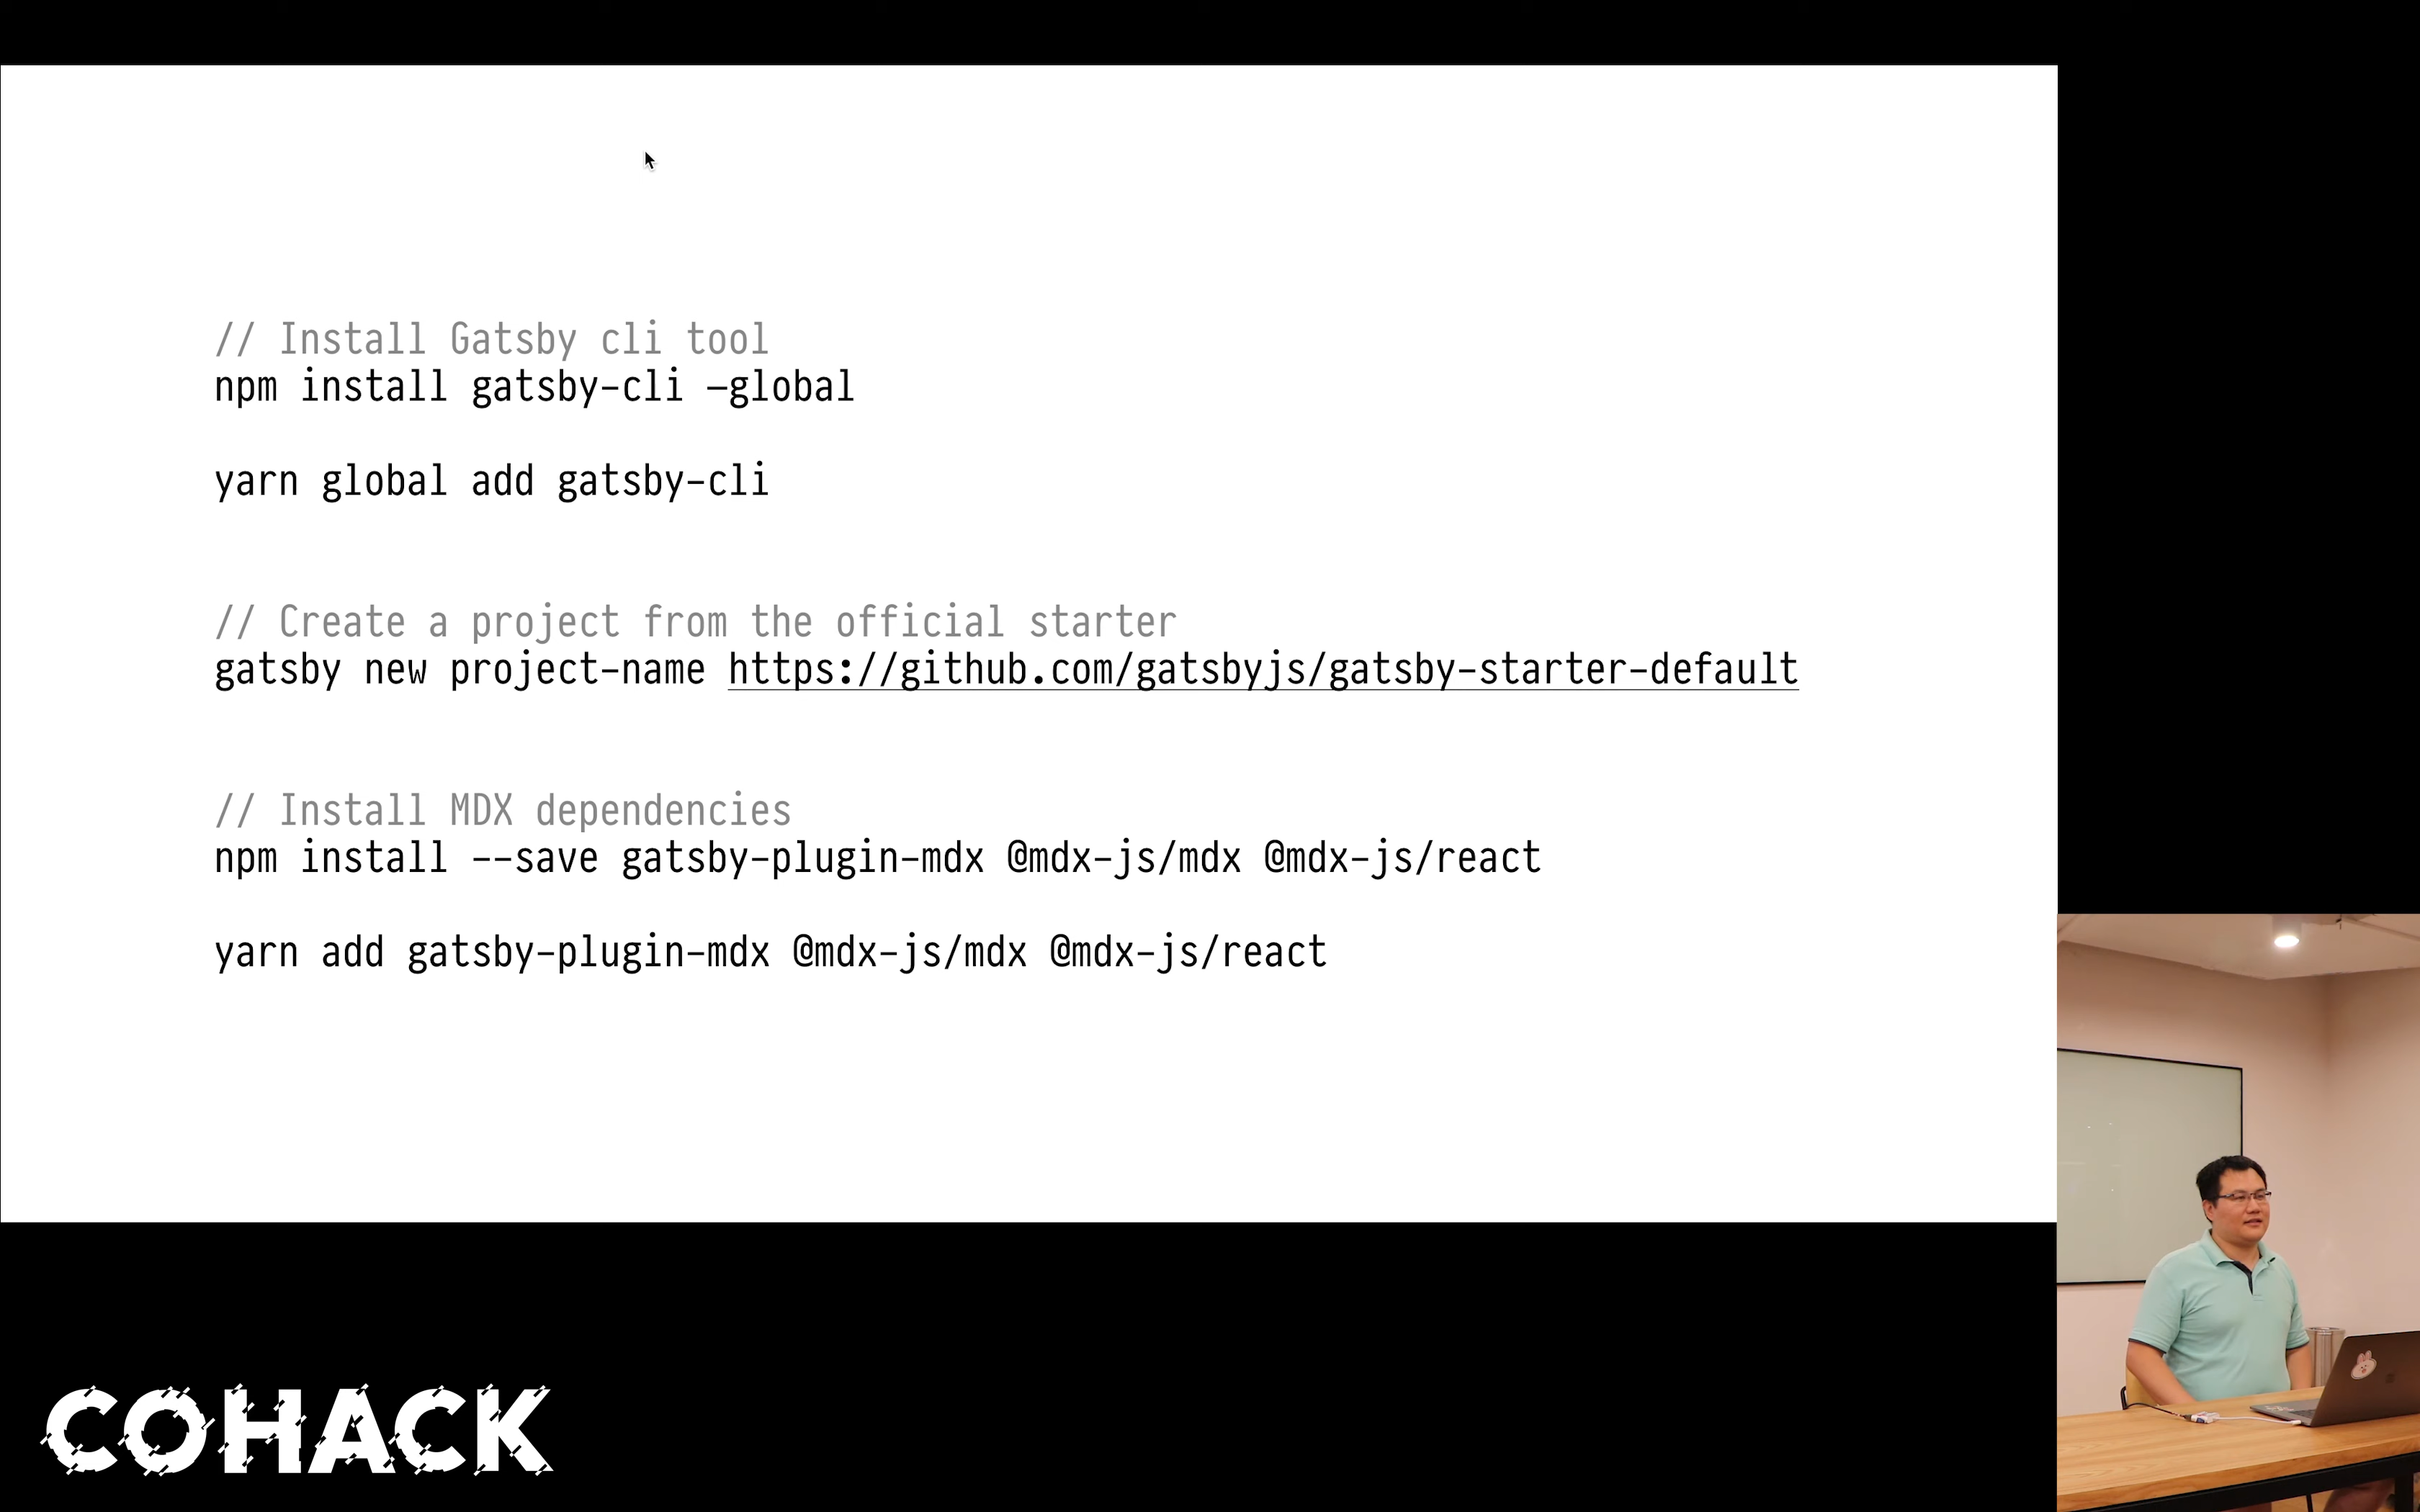 // Install Gatsby cli tool
npm install gatsby-cli —global
yarn global add gatsby-cli
// Create a project from the official starter
gatsby new project-name https://github.com/gatsbyjs/gatsby-starter-default
// Install MDX dependencies
npm install --save gatsby-plugin-mdx @mdx-js/mdx @mdx-js/react
yarn add gatsby-plugin-mdx @mdx-js/mdx @mdx-js/react
COHACK